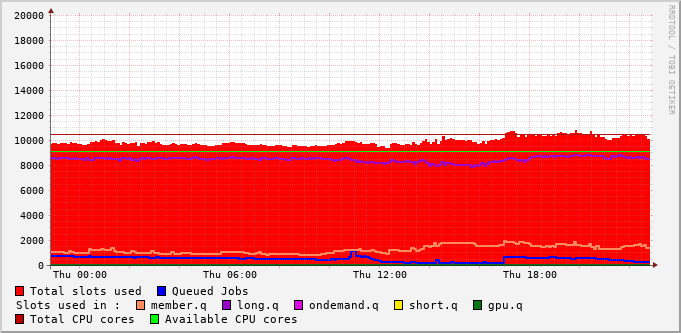 20000
18000
16000
14000
12000
10000
8000
6000
4000
2000
0
Thu 00:00 Thu 06:00 Thu 12:00 Thu 18:00
RRDTOOL / TOBI OETIKER
Total slots used Queued Jobs
Slots used in : member.q long.q ondemand.q short.q gpu.q
Total CPU cores Available CPU cores